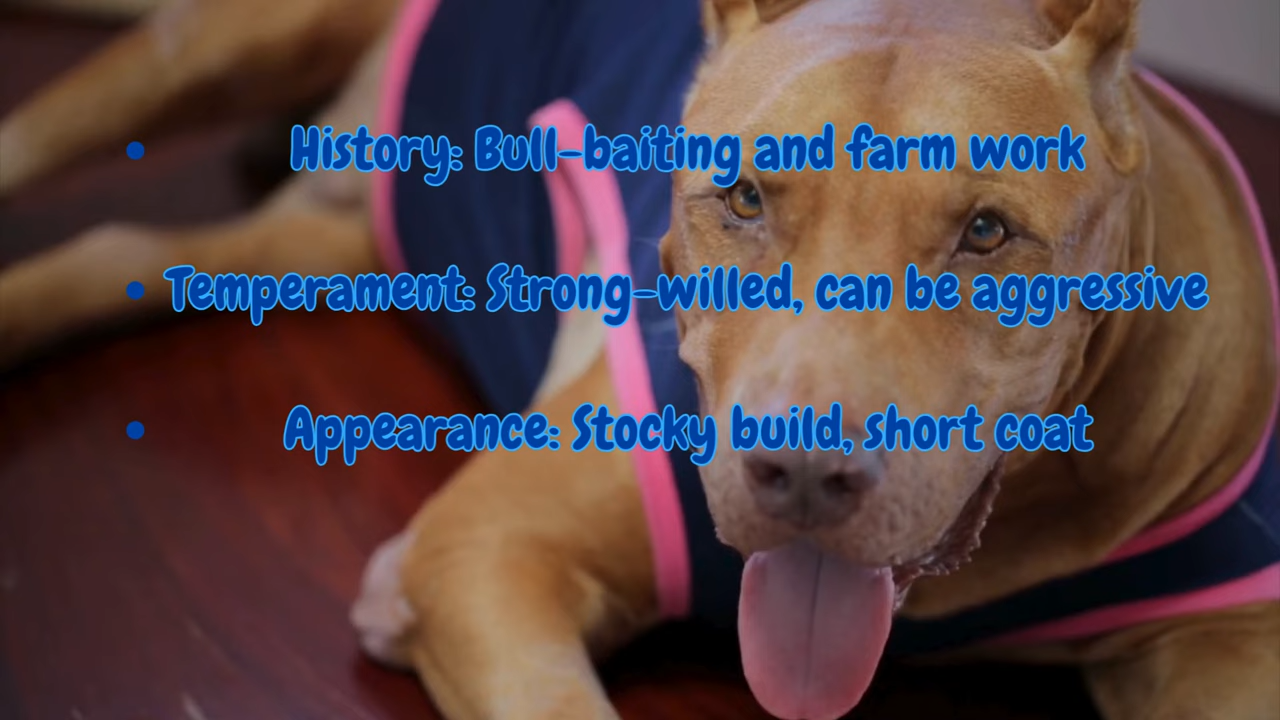 • History: Bull-baiting and farm work
• Temperament: Strong-willed, can be aggressive
• Appearance: Stocky build, short coat